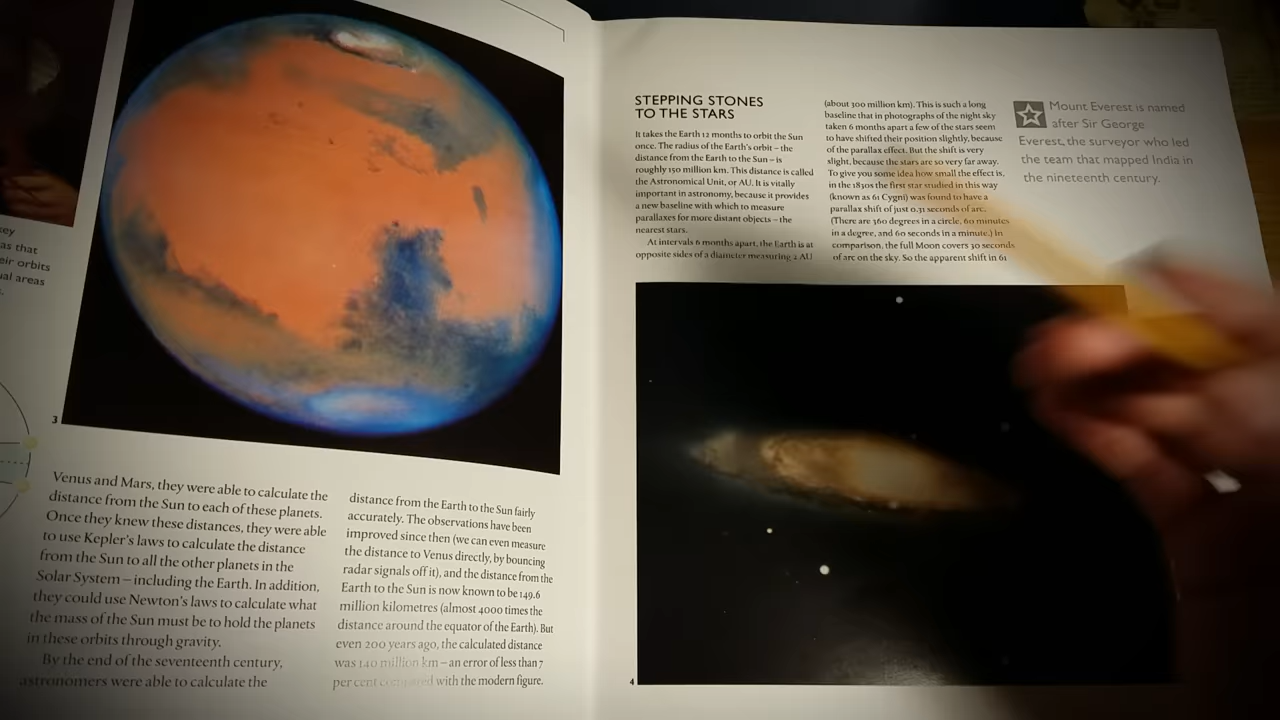 sey
as that
eir orbits
ual areas
3
Venus and Mars, they were able to calculate the
distance from the Sun to each of these planets.
Once they knew these distances, they were able
to use Kepler's laws to calculate the distance
from the Sun to all the other planets in the
Solar System – including the Earth. In addition,
they could use Newton's laws to calculate what
the mass of the Sun must be to hold the planets
in these orbits through gravity.
By the end of the seventeenth century,
astronomers were able to calculate the
distance from the Earth to the Sun fairly
accurately. The observations have been
improved since then (we can even measure
the distance to Venus directly, by bouncing
radar signals off it), and the distance from the
Earth to the Sun is now known to be 149.6
million kilometres (almost 4000 times the
distance around the equator of the Earth). But
even 200 years ago, the calculated distance
was 140 million km – an error of less than 7
per cent compared with the modern figure.
STEPPING STONES
TO THE STARS
It takes the Earth 12 months to orbit the Sun
once. The radius of the Earth's orbit – the
distance from the Earth to the Sun – is
roughly 150 million km. This distance is called
the Astronomical Unit, or AU. It is vitally
important in astronomy, because it provides
a new baseline with which to measure
parallaxes for more distant objects – the
nearest stars.
At intervals 6 months apart, the Earth is at
opposite sides of a diameter measuring 2 AU
(about 300 million km). This is such a long
baseline that in photographs of the night sky
taken 6 months apart a few of the stars seem
to have shifted their position slightly, because
of the parallax effect. But the shift is very
slight, because the stars are so very far away.
To give you some idea how small the effect is,
in the 1830s the first star studied in this way
(known as 61 Cygni) was found to have a
parallax shift of just 0.31 seconds of arc.
(There are 360 degrees in a circle, 60 minutes
in a degree, and 60 seconds in a minute.) In
comparison, the full Moon covers 30 seconds
of arc on the sky. So the apparent shift in 61
Mount Everest is named
after Sir George
Everest, the surveyor who led
the team that mapped India in
the nineteenth century.
4